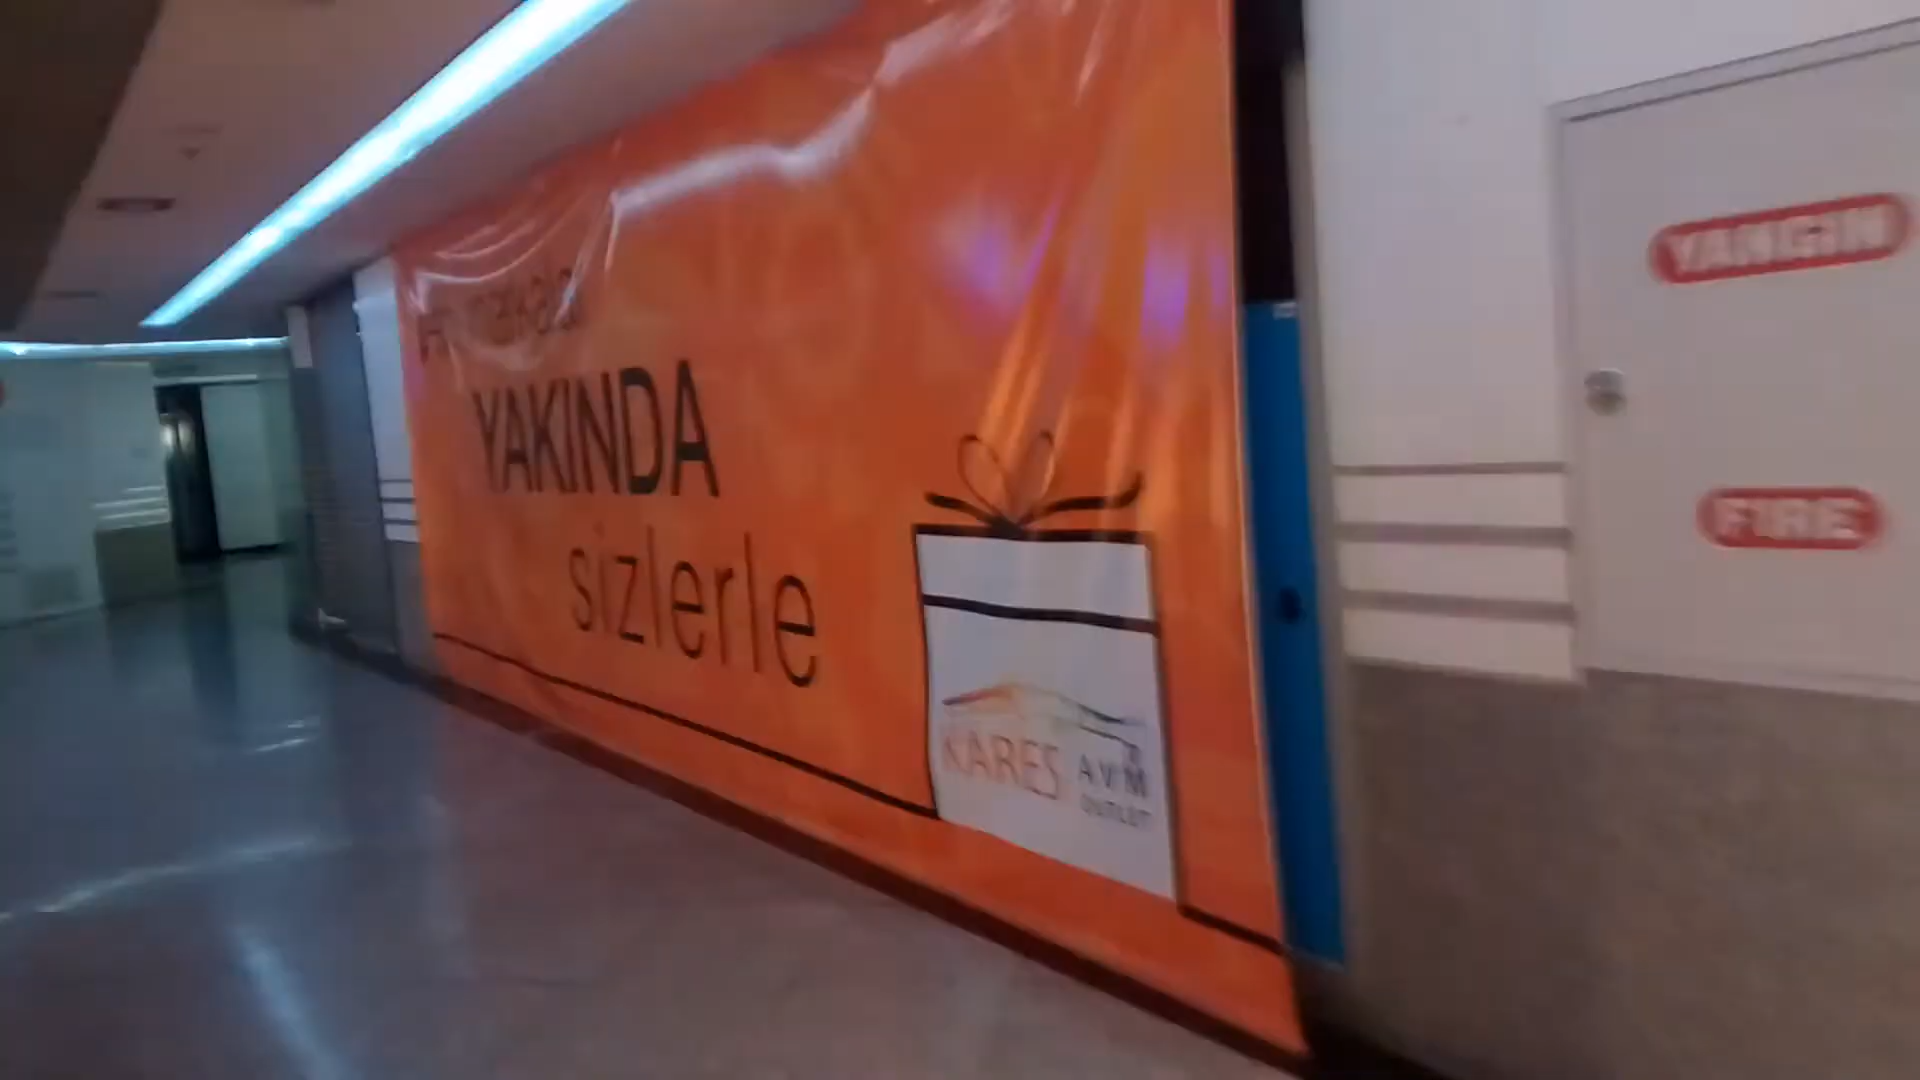 YAKINDA
sizlerle
KARES AVM
OUTLET
YANGIN
FIRE